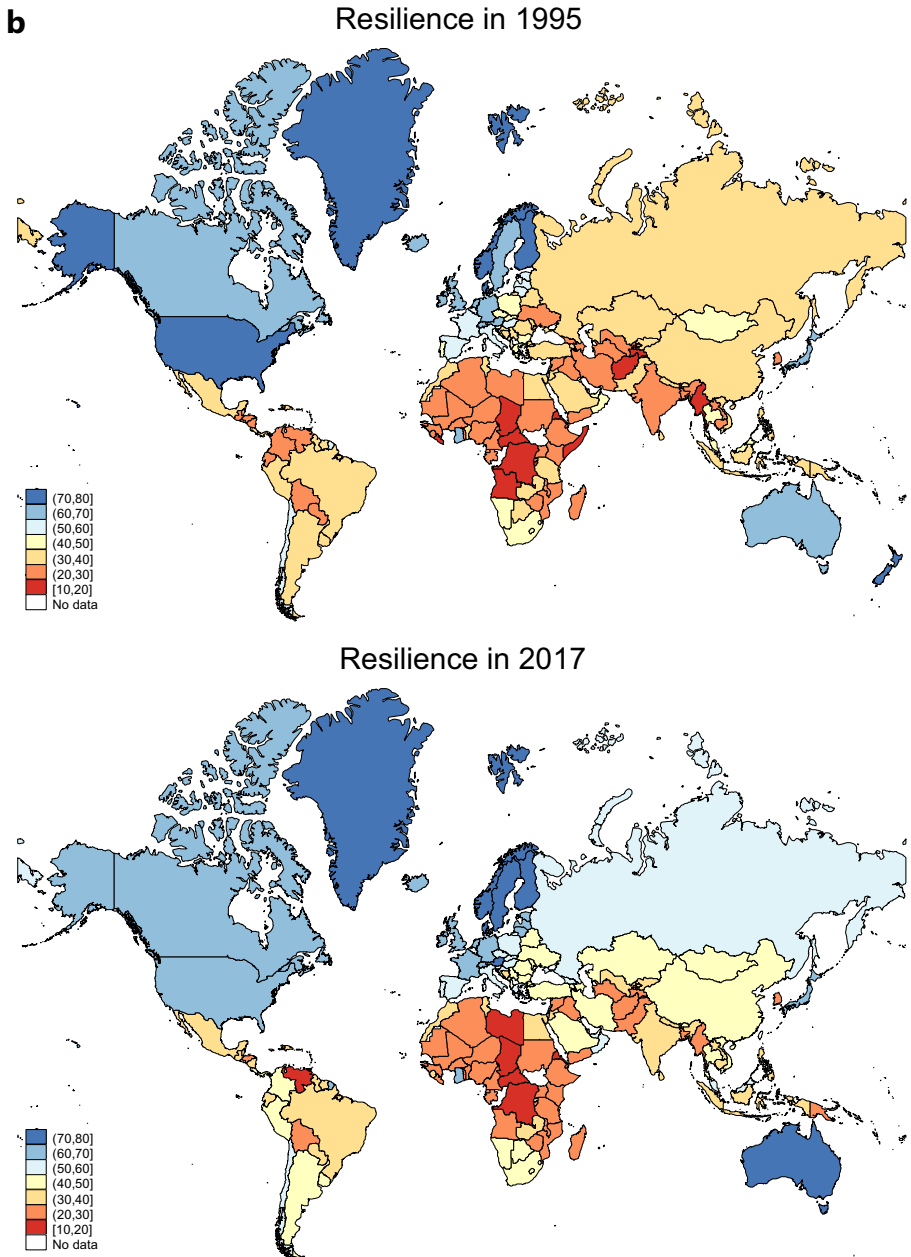 b
Resilience in 1995
(70,80]
(60,70]
(50,60]
(40,50]
(30,40]
(20,30]
[10,20]
No data
Resilience in 2017
(70,80]
(60,70]
(50,60]
(40,50]
(30,40]
(20,30]
[10,20]
No data